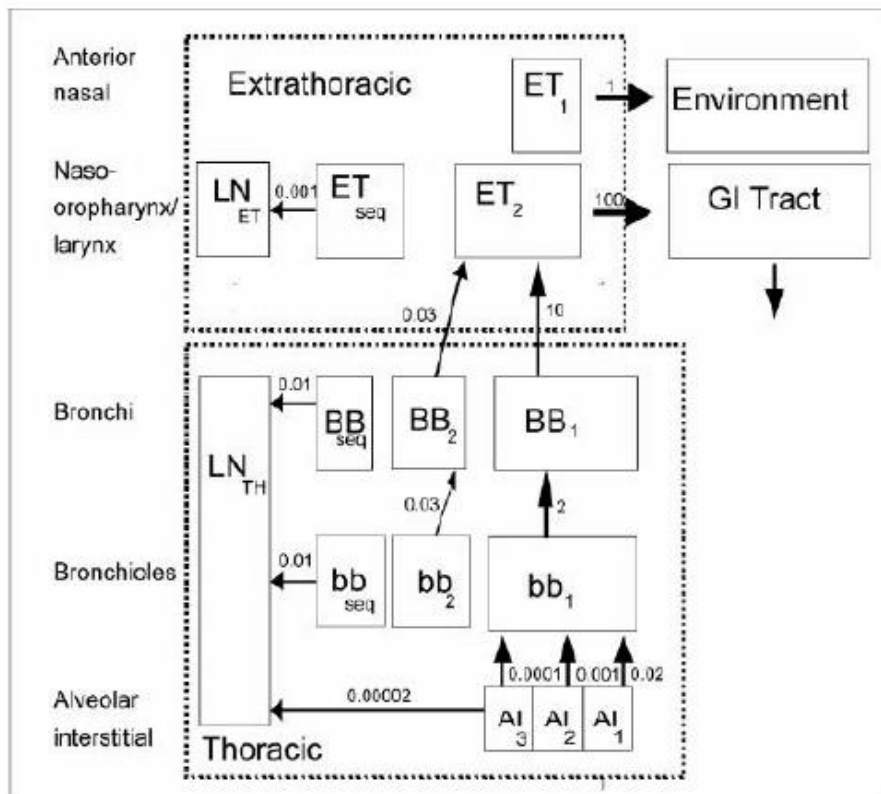 Anterior
nasal
Extrathoracic
ET1
1
Environment
Naso-
oropharynx/
larynx
LNET
0.001
ETseq
ET2
100
GI Tract
0.03
10
Bronchi
LNTH
0.01
BBseq
BB2
BB1
0.03
2
Bronchioles
0.01
bbseq
bb2
bb1
0.0001
0.001
0.02
Alveolar
interstitial
0.00002
AI3
AI2
AI1
Thoracic